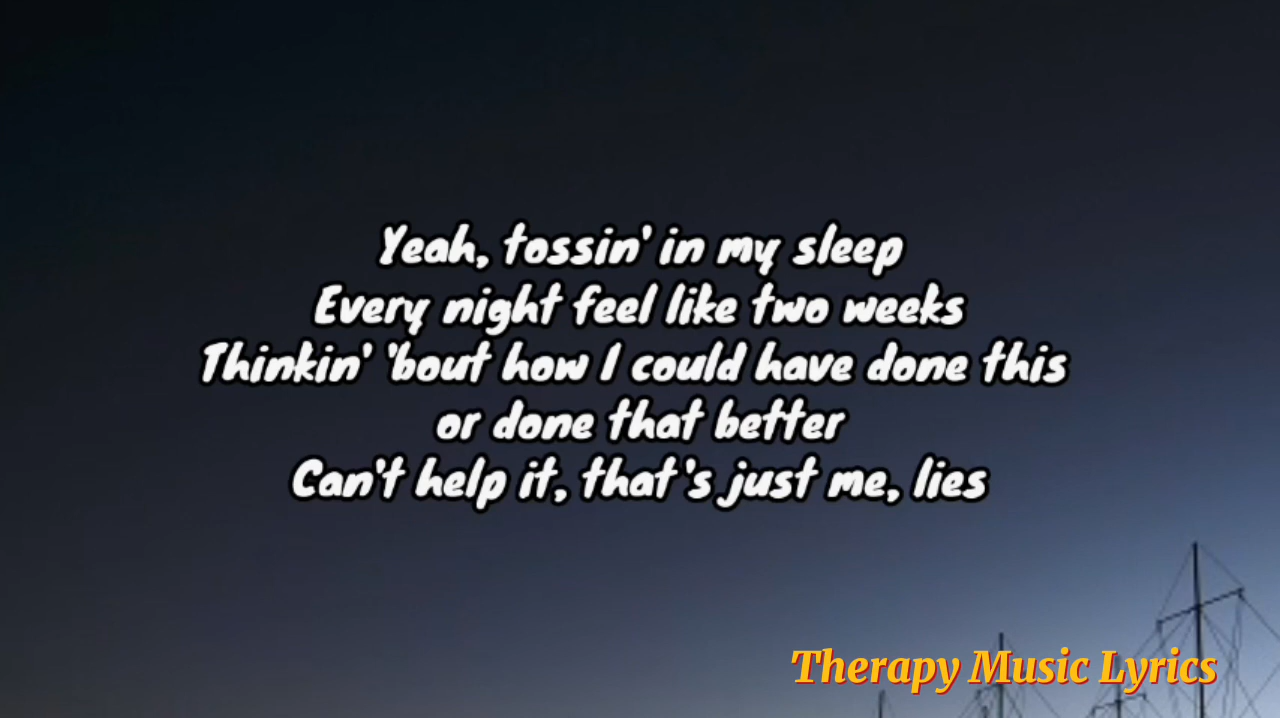 Yeah, tossin' in my sleep
Every night feel like two weeks
Thinkin' 'bout how I could have done this
or done that better
Can't help it, that's just me, lies
Therapy Music Lyrics